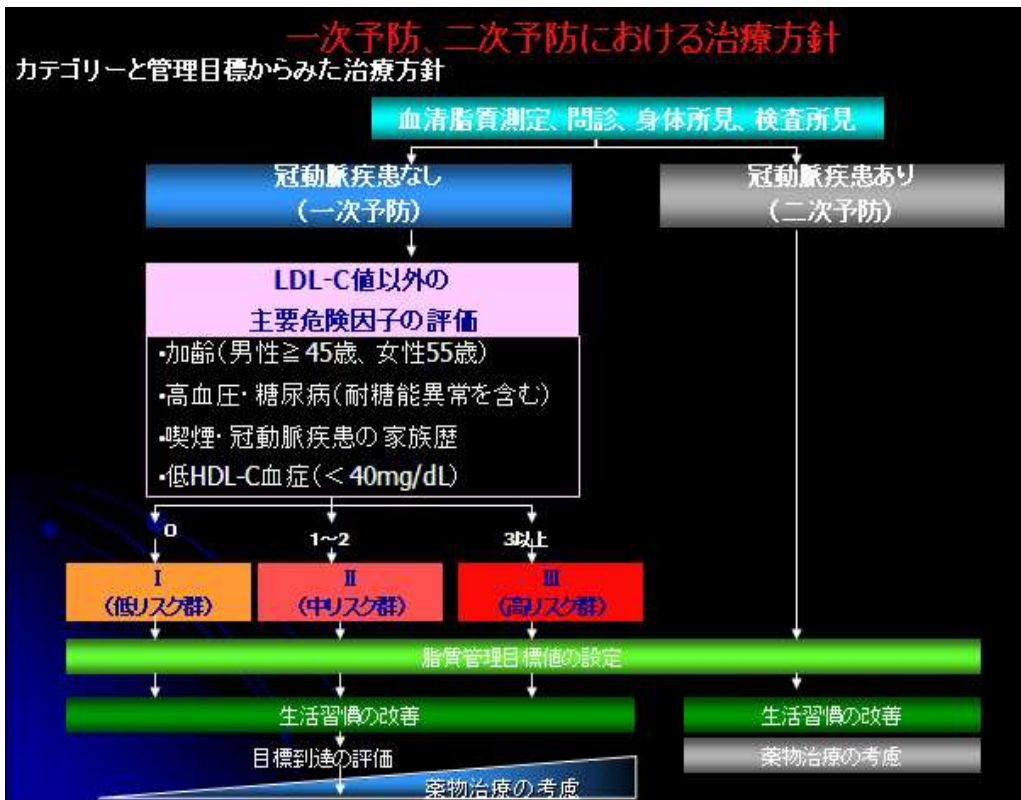 一次予防、二次予防における治療方針
カテゴリーと管理目標からみた治療方針
血清脂質測定、問診、身体所見、検査所見
冠動脈疾患なし
（一次予防）
冠動脈疾患あり
（二次予防）
LDL-C値以外の
主要危険因子の評価
•加齢（男性≧45歳、女性55歳）
•高血圧・糖尿病（耐糖能異常を含む）
•喫煙・冠動脈疾患の家族歴
•低HDL-C血症（＜40mg/dL）
0
1～2
3以上
I
（低リスク群）
II
（中リスク群）
III
（高リスク群）
脂質管理目標値の設定
生活習慣の改善
生活習慣の改善
目標到達の評価
薬物治療の考慮
薬物治療の考慮